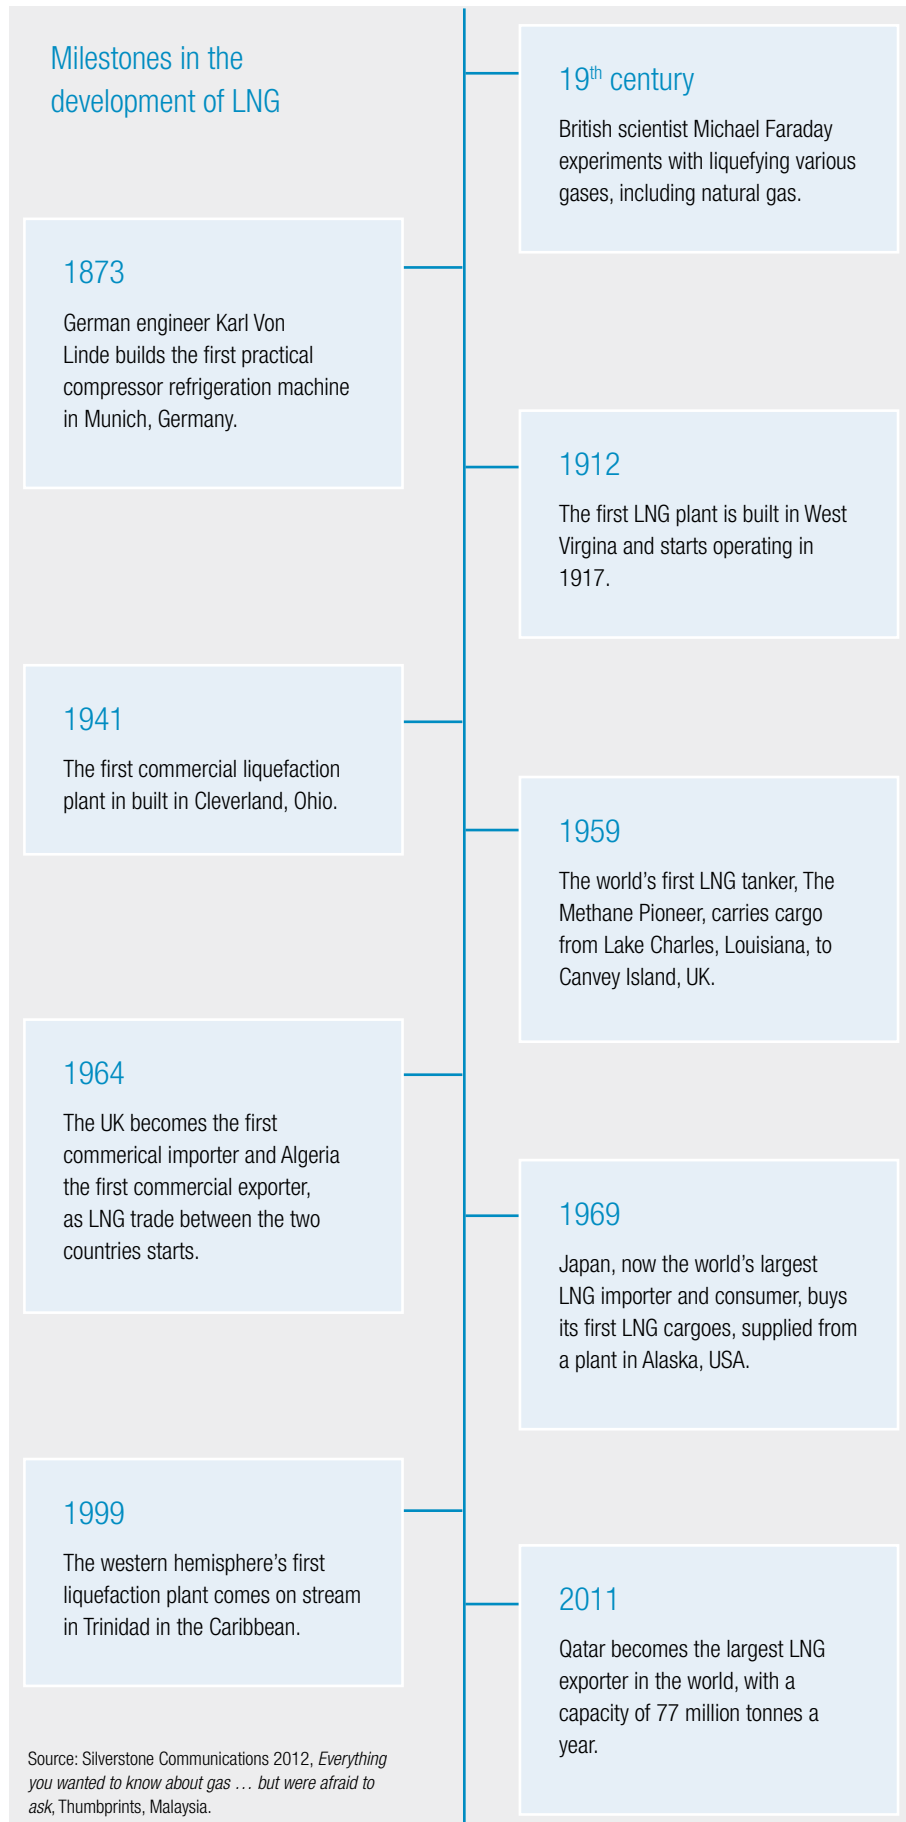 Milestones in the
development of LNG
19th century
British scientist Michael Faraday
experiments with liquefying various
gases, including natural gas.
1873
German engineer Karl Von
Linde builds the first practical
compressor refrigeration machine
in Munich, Germany.
1912
The first LNG plant is built in West
Virgina and starts operating in
1917.
1941
The first commercial liquefaction
plant in built in Cleverland, Ohio.
1959
The world’s first LNG tanker, The
Methane Pioneer, carries cargo
from Lake Charles, Louisiana, to
Canvey Island, UK.
1964
The UK becomes the first
commerical importer and Algeria
the first commercial exporter,
as LNG trade between the two
countries starts.
1969
Japan, now the world’s largest
LNG importer and consumer, buys
its first LNG cargoes, supplied from
a plant in Alaska, USA.
1999
The western hemisphere’s first
liquefaction plant comes on stream
in Trinidad in the Caribbean.
2011
Qatar becomes the largest LNG
exporter in the world, with a
capacity of 77 million tonnes a
year.
Source: Silverstone Communications 2012, Everything
you wanted to know about gas … but were afraid to
ask, Thumbprints, Malaysia.